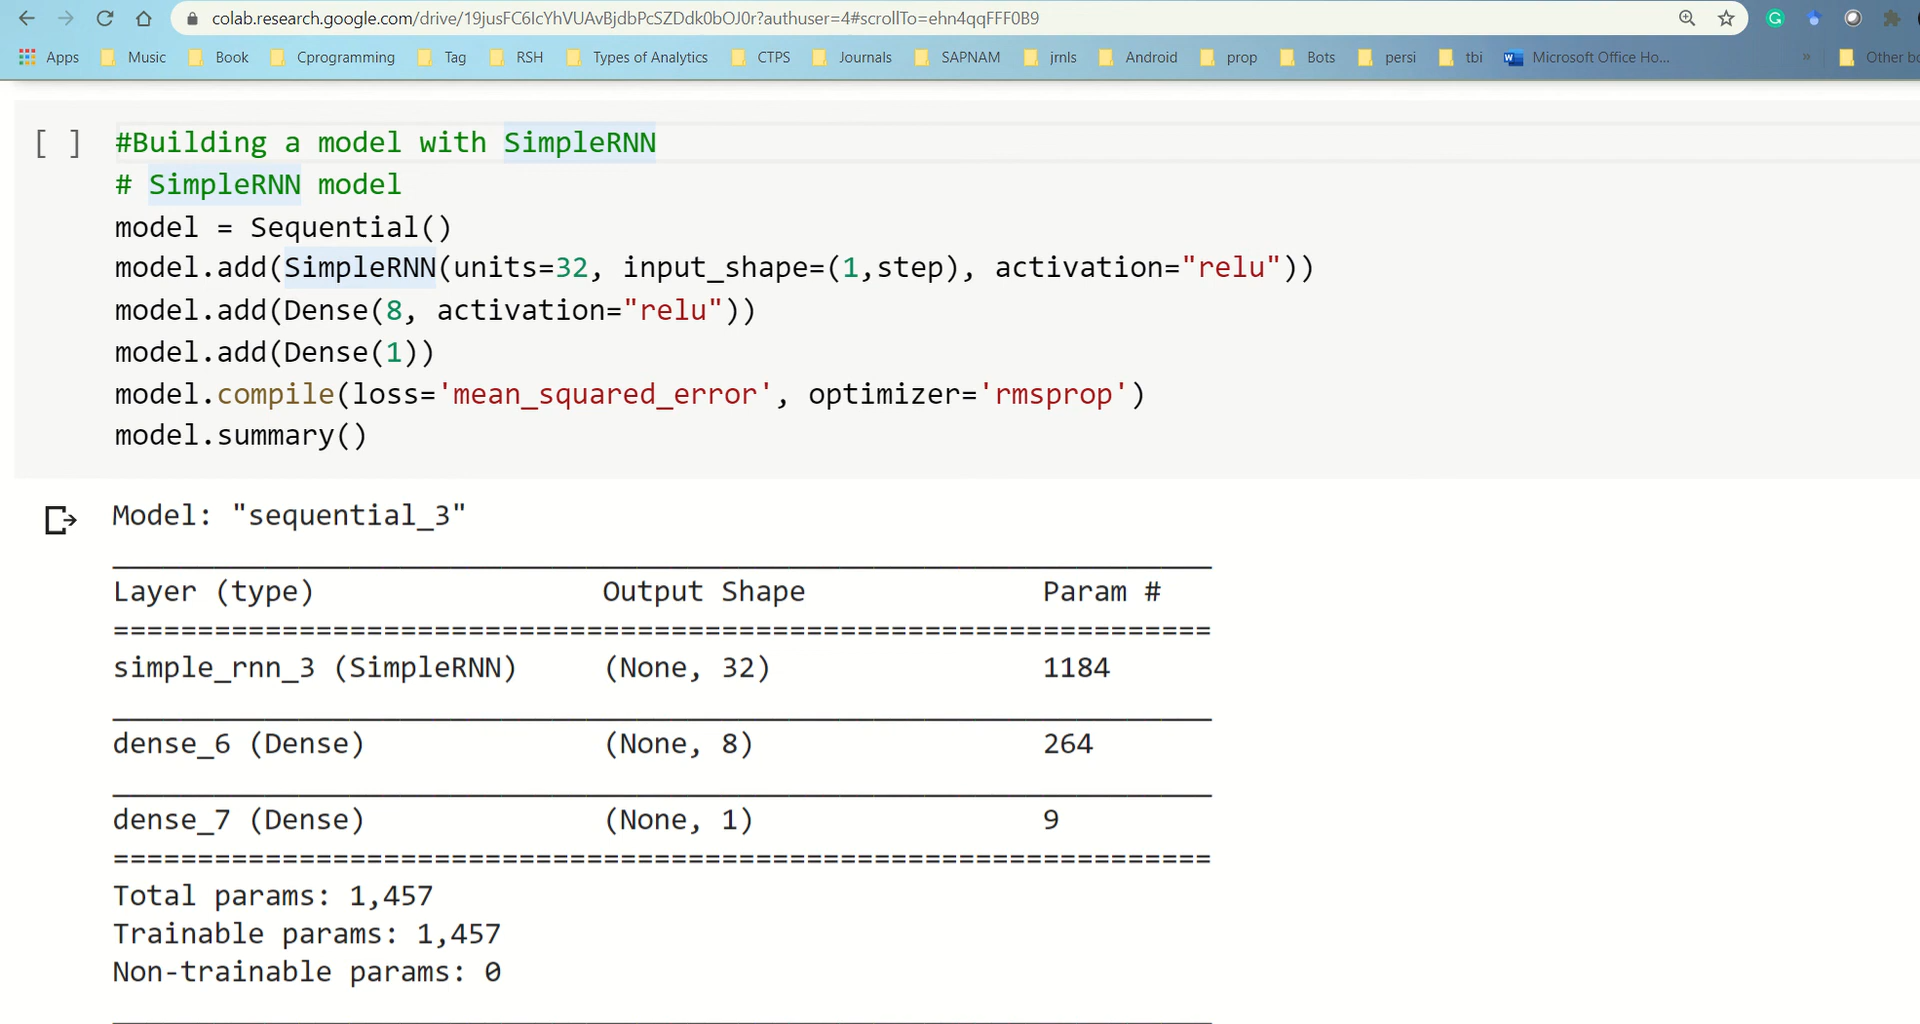 colab.research.google.com/drive/19jusFC6IcYhVUAvBjdbPcSZDdk0bOJ0r?authuser=4#scrollTo=ehn4qqFFF0B9
Apps Music Book Cprogramming Tag RSH Types of Analytics CTPS Journals SAPNAM jrnls Android prop Bots persi tbi Microsoft Office Ho... » Other bo
[ ] #Building a model with SimpleRNN
# SimpleRNN model
model = Sequential()
model.add(SimpleRNN(units=32, input_shape=(1,step), activation="relu"))
model.add(Dense(8, activation="relu"))
model.add(Dense(1))
model.compile(loss='mean_squared_error', optimizer='rmsprop')
model.summary()
Model: "sequential_3"
Layer (type) Output Shape Param #
=================================================================
simple_rnn_3 (SimpleRNN) (None, 32) 1184
dense_6 (Dense) (None, 8) 264
dense_7 (Dense) (None, 1) 9
=================================================================
Total params: 1,457
Trainable params: 1,457
Non-trainable params: 0